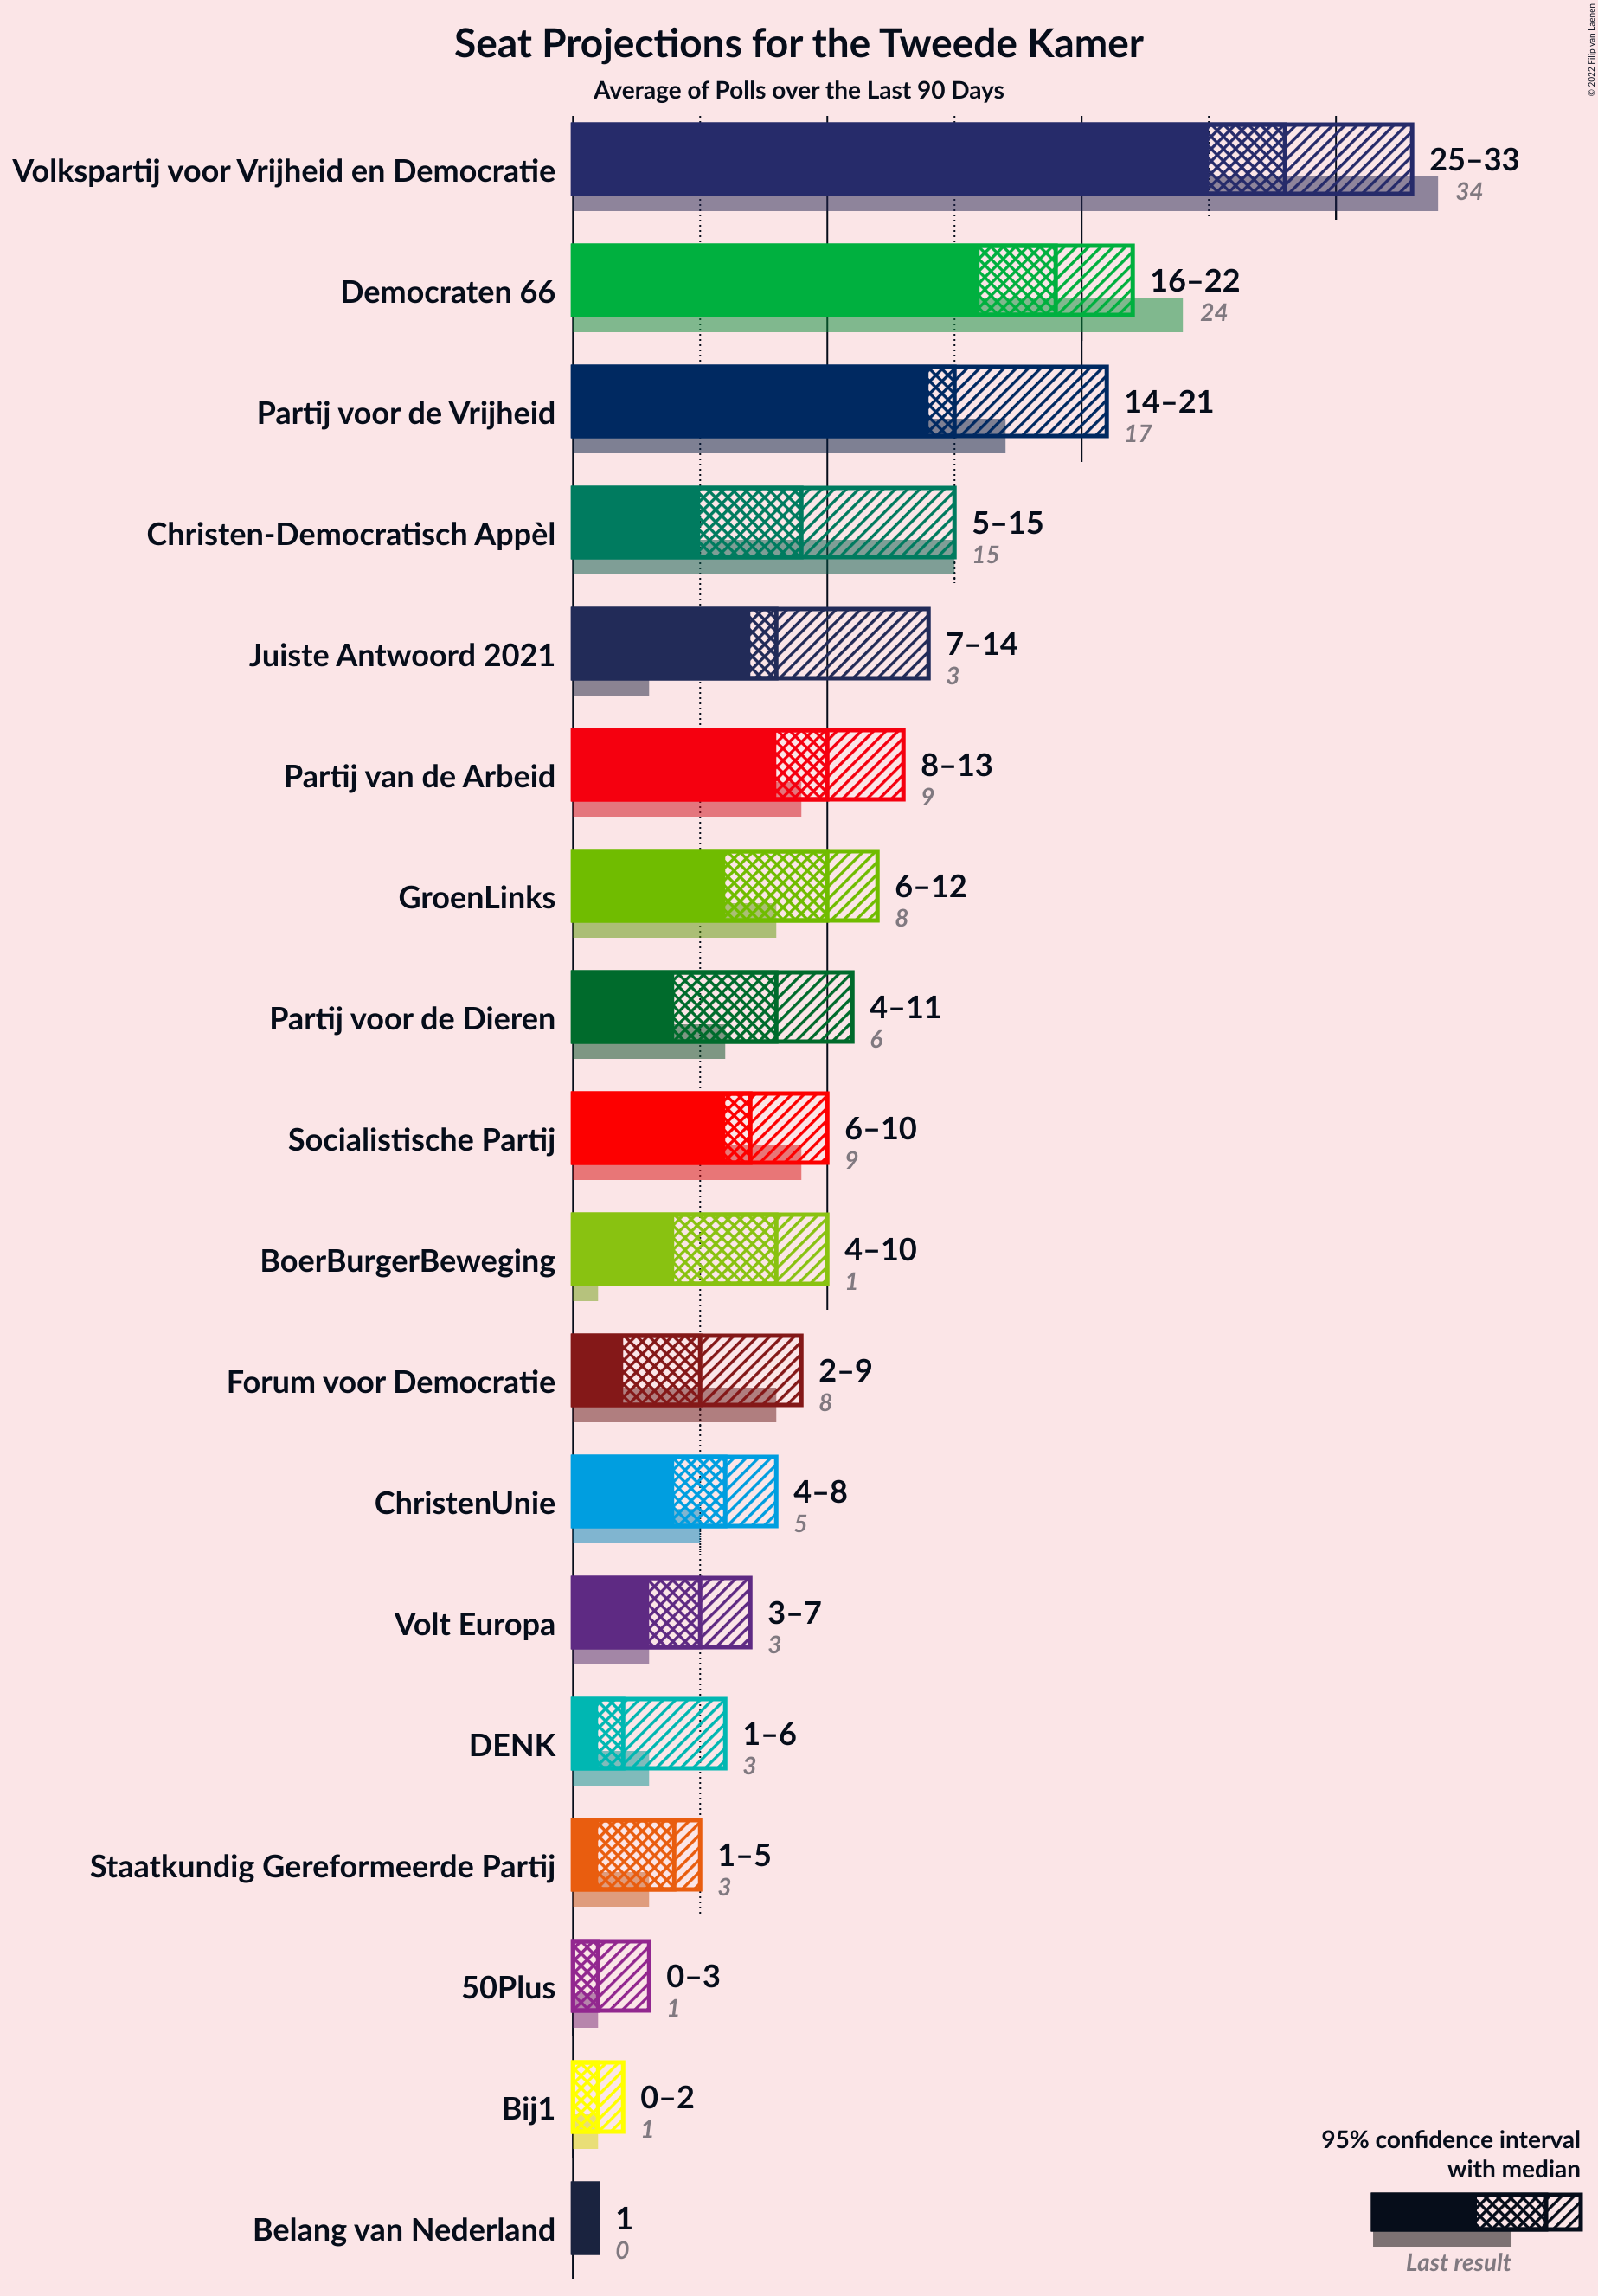 Seat Projections for the Tweede Kamer
Average of Polls over the Last 90 Days
© 2022 Filip van Laenen
Volkspartij voor Vrijheid en Democratie
25–33
34
Democraten 66
16–22
24
Partij voor de Vrijheid
14–21
17
Christen-Democratisch Appèl
5–15
15
Juiste Antwoord 2021
7–14
3
Partij van de Arbeid
8–13
9
GroenLinks
6–12
8
Partij voor de Dieren
4–11
6
Socialistische Partij
6–10
9
BoerBurgerBeweging
4–10
1
Forum voor Democratie
2–9
8
ChristenUnie
4–8
5
Volt Europa
3–7
3
DENK
1–6
3
Staatkundig Gereformeerde Partij
1–5
3
50Plus
0–3
1
Bij1
0–2
1
Belang van Nederland
1
0
95% confidence interval
with median
Last result